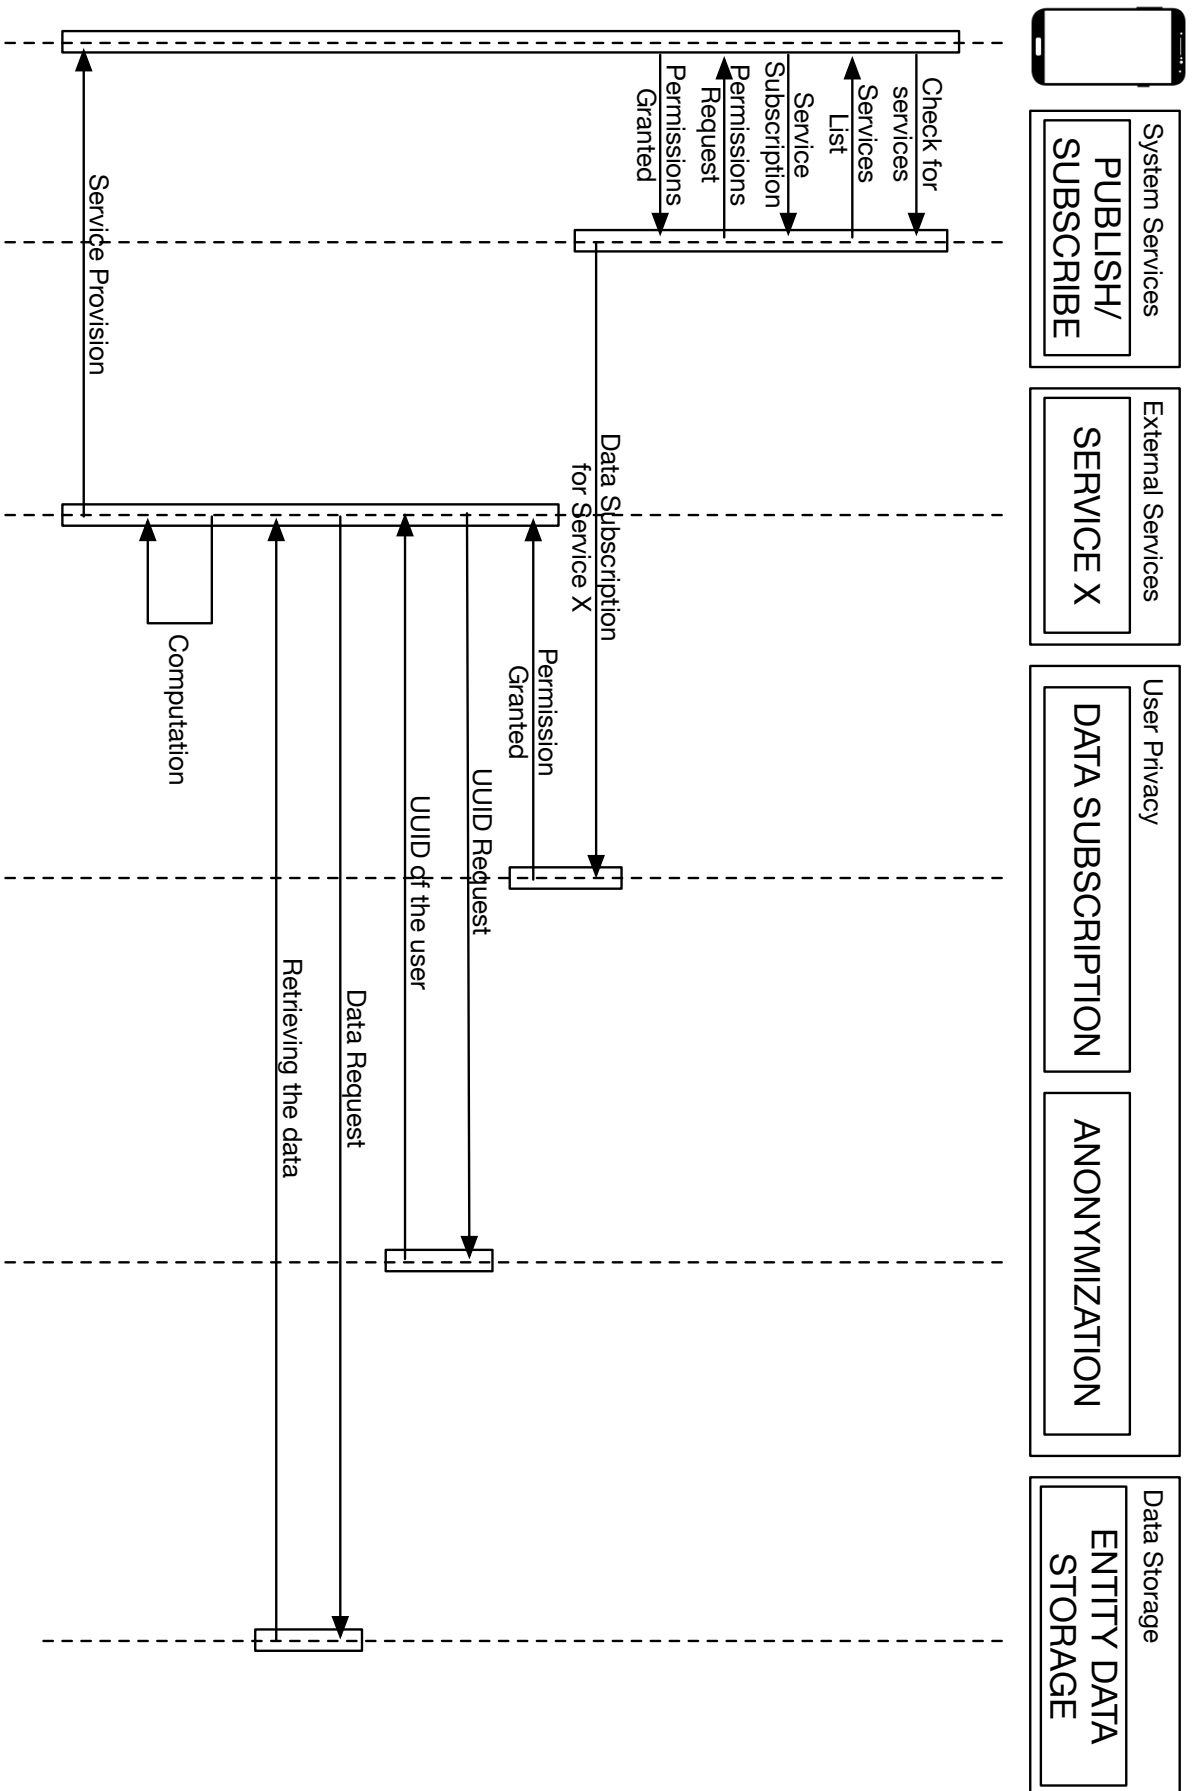 System Services
PUBLISH/
SUBSCRIBE
External Services
SERVICE X
User Privacy
DATA SUBSCRIPTION
ANONYMIZATION
Data Storage
ENTITY DATA
STORAGE
Check for
services
Services
List
Service
Subscription
Permissions
Request
Permissions
Granted
Data Subscription
for Service X
Permission
Granted
UUID Request
UUID of the user
Data Request
Retrieving the data
Computation
Service Provision